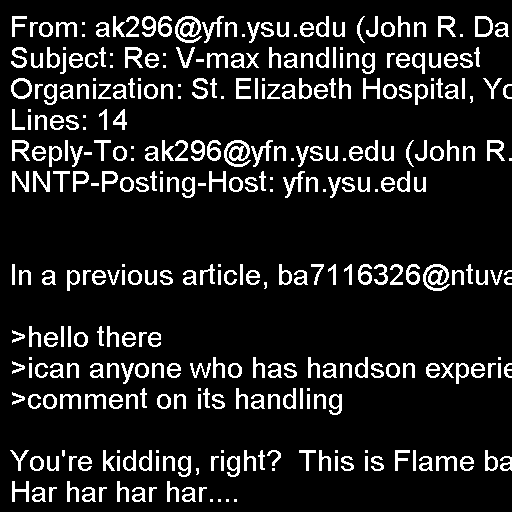 From: ak296@yfn.ysu.edu (John R. Da
Subject: Re: V-max handling request
Organization: St. Elizabeth Hospital, Yo
Lines: 14
Reply-To: ak296@yfn.ysu.edu (John R.
NNTP-Posting-Host: yfn.ysu.edu
In a previous article, ba7116326@ntuva
>hello there
>ican anyone who has handson experie
>comment on its handling
You're kidding, right?  This is Flame ba
Har har har har....